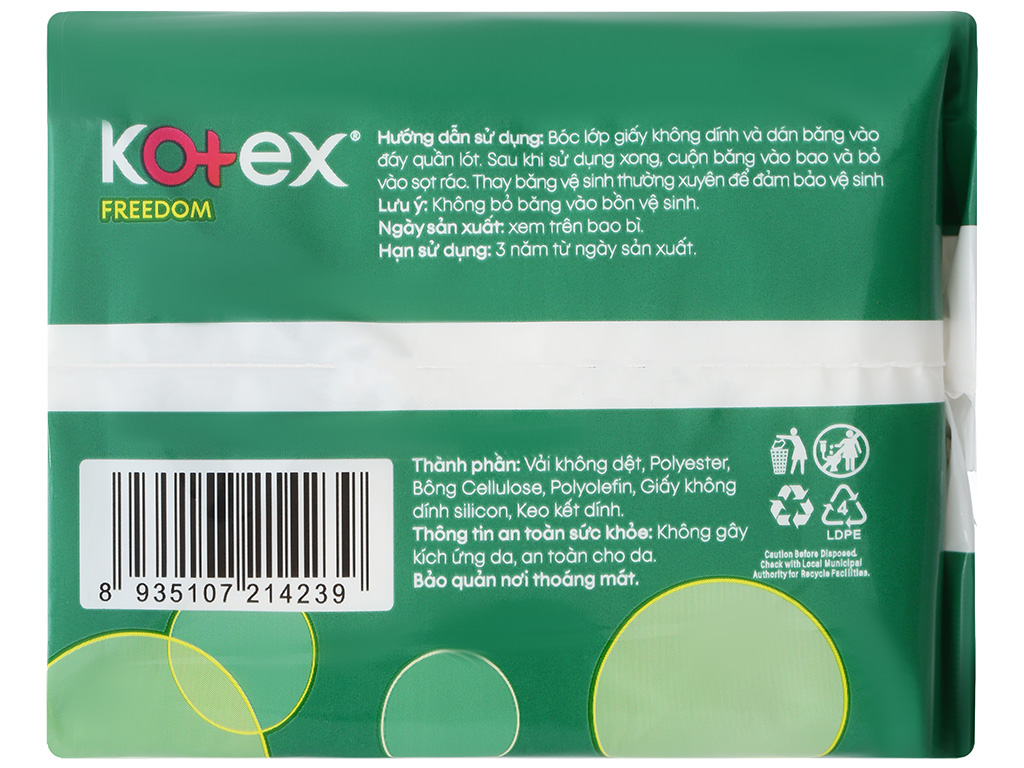 Kotex®
FREEDOM
Hướng dẫn sử dụng: Bóc lớp giấy không dính và dán băng vào
đáy quần lót. Sau khi sử dụng xong, cuộn băng vào bao và bỏ
vào sọt rác. Thay băng vệ sinh thường xuyên để đảm bảo vệ sinh
Lưu ý: Không bỏ băng vào bồn vệ sinh.
Ngày sản xuất: xem trên bao bì.
Hạn sử dụng: 3 năm từ ngày sản xuất.
Thành phần: Vải không dệt, Polyester,
Bông Cellulose, Polyolefin, Giấy không
dính silicon, Keo kết dính.
Thông tin an toàn sức khỏe: Không gây
kích ứng da, an toàn cho da.
Bảo quản nơi thoáng mát.
8 935107 214239
4
LDPE
Caution Before Disposed.
Check with Local Municipal
Authority for Recycle Facilities.